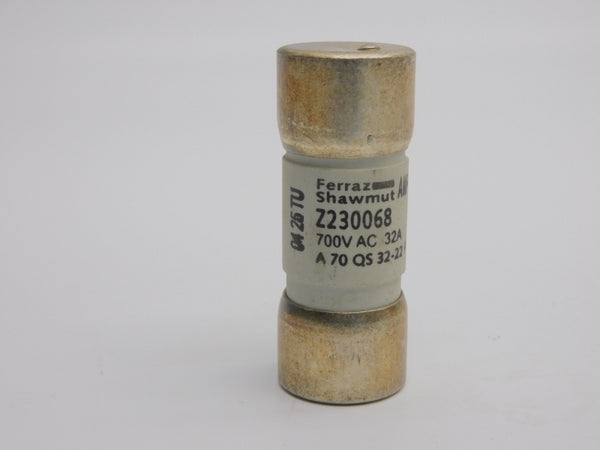 Ferraz
Shawmut
Z230068
700V AC 32A
A 70 QS 32-22
04 26 TU